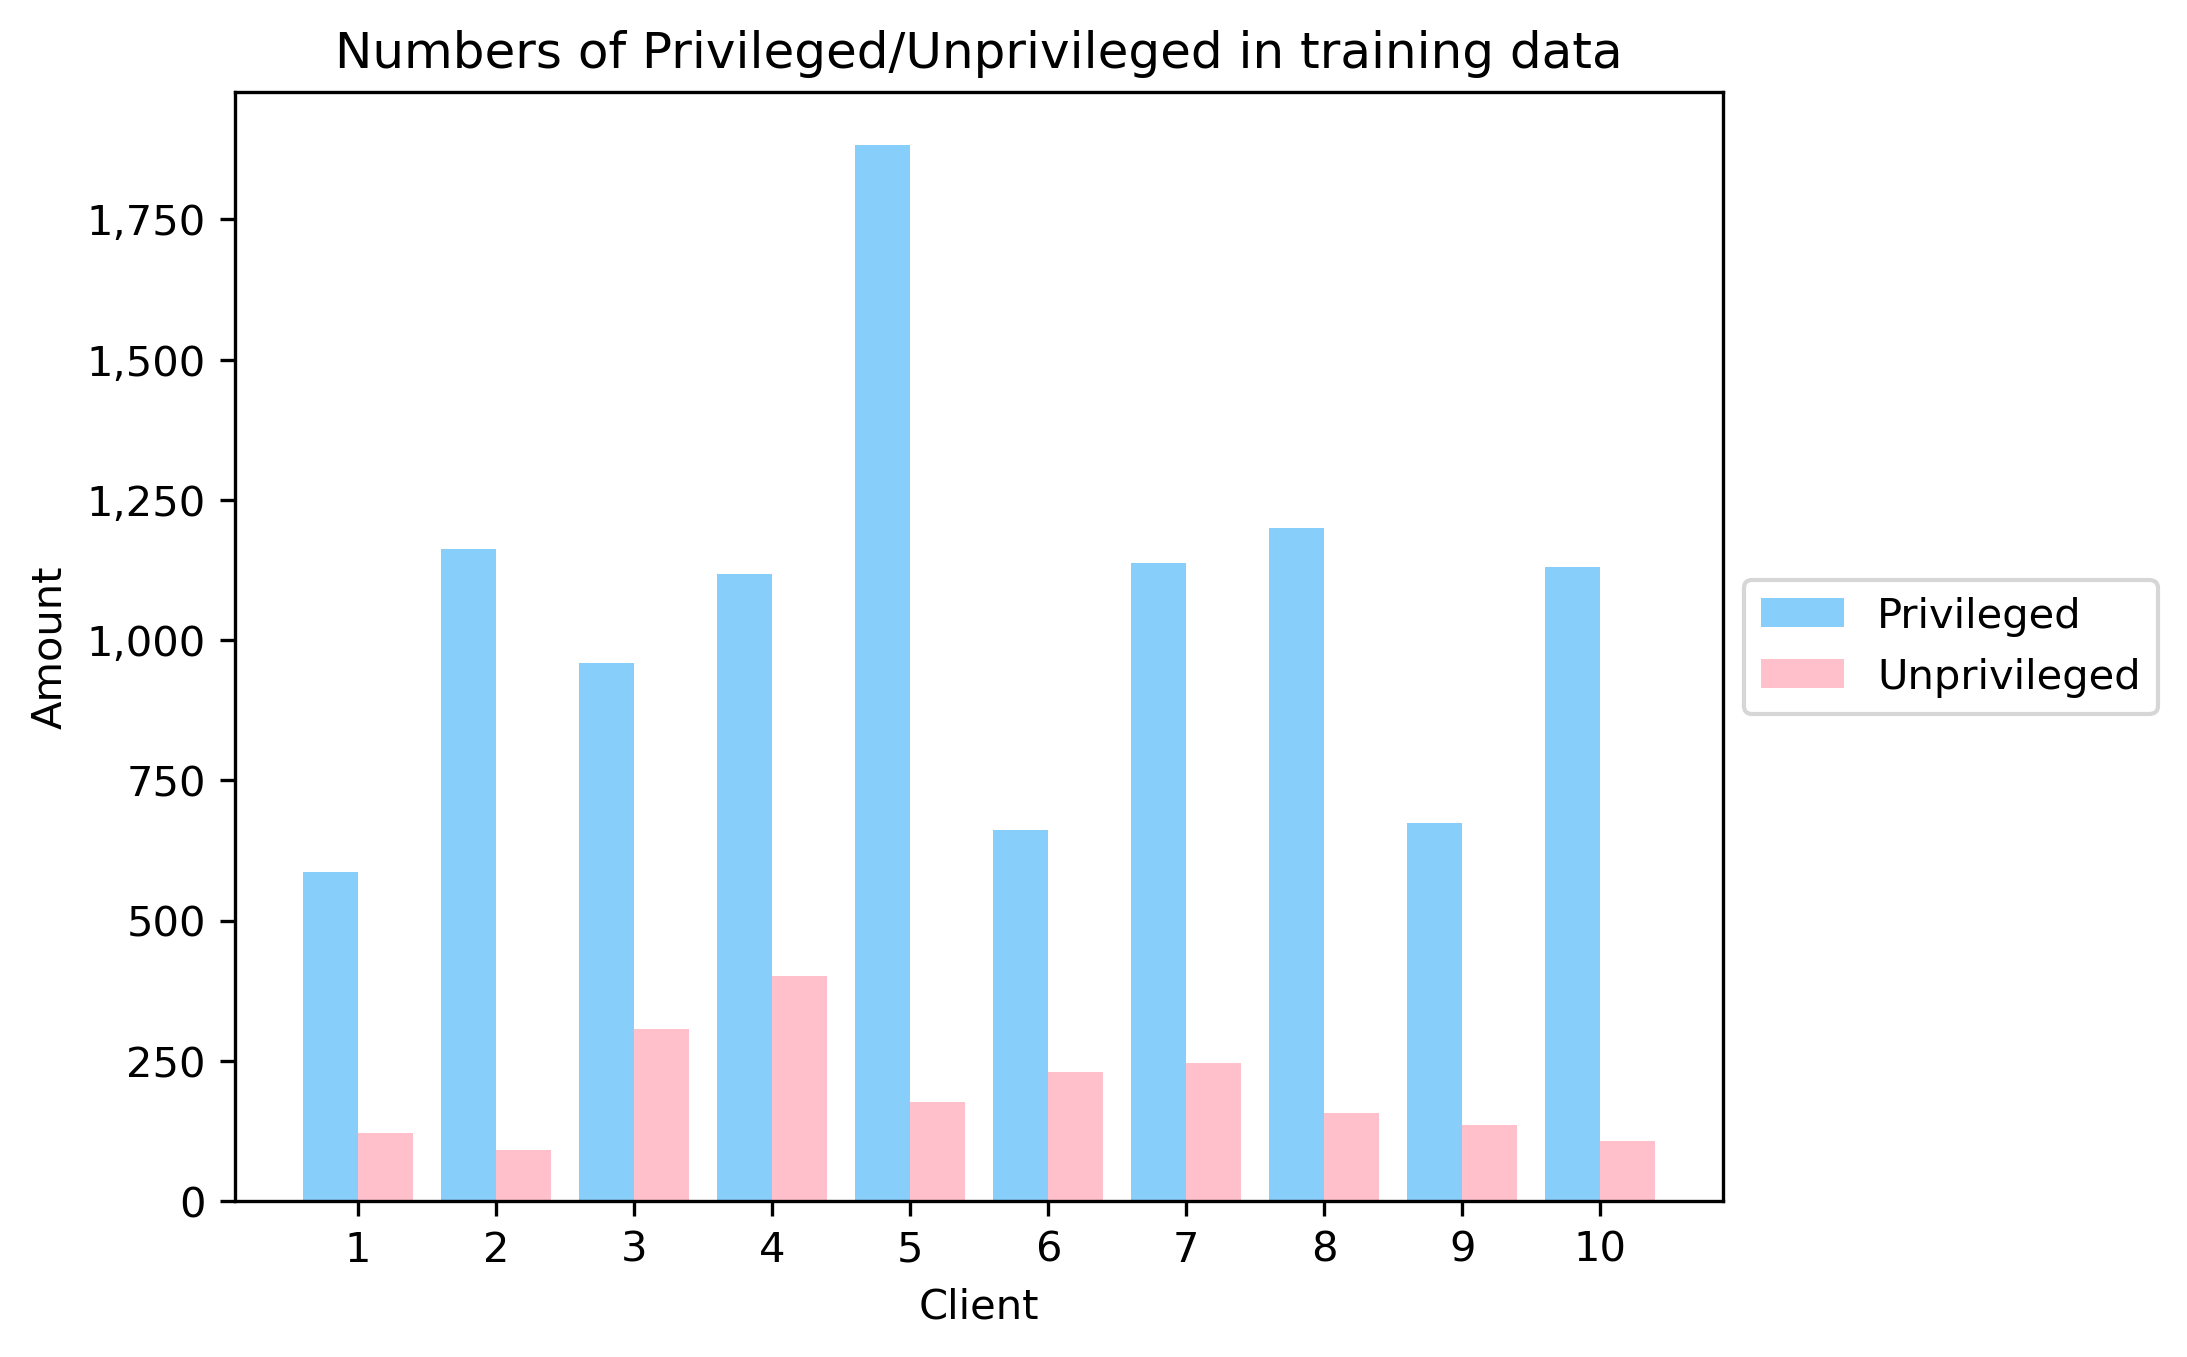 Numbers of Privileged/Unprivileged in training data
1,750
1,500
1,250
1,000
750
500
250
0
Amount
1 2 3 4 5 6 7 8 9 10
Client
Privileged
Unprivileged